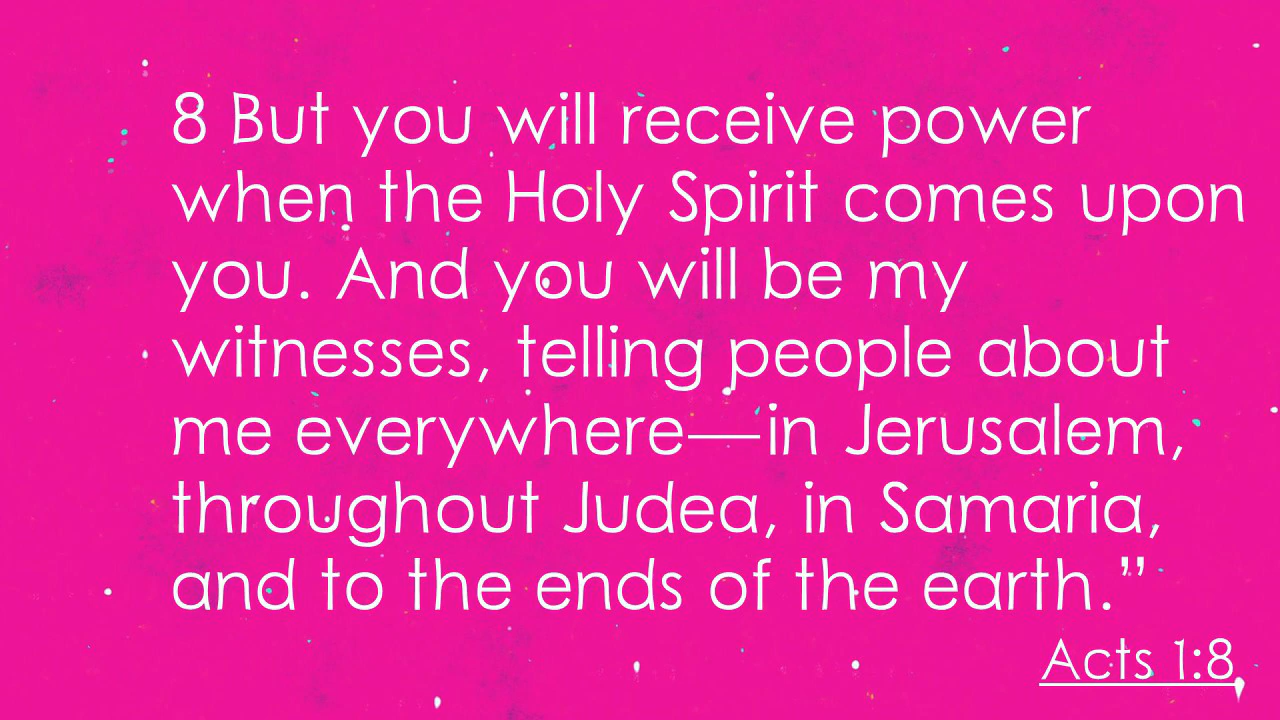 8 But you will receive power
when the Holy Spirit comes upon
you. And you will be my
witnesses, telling people about
me everywhere—in Jerusalem,
throughout Judea, in Samaria,
and to the ends of the earth.”
Acts 1:8